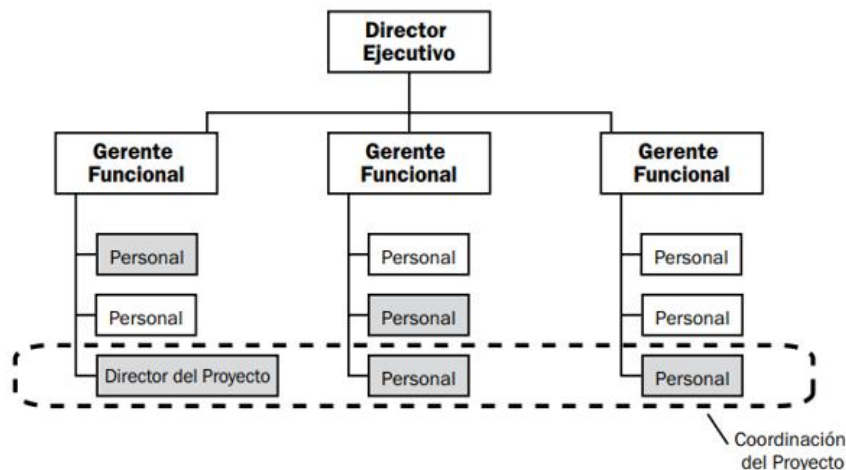 Director
Ejecutivo
Gerente
Funcional
Gerente
Funcional
Gerente
Funcional
Personal
Personal
Personal
Personal
Personal
Personal
Director del Proyecto
Personal
Personal
Coordinación
del Proyecto